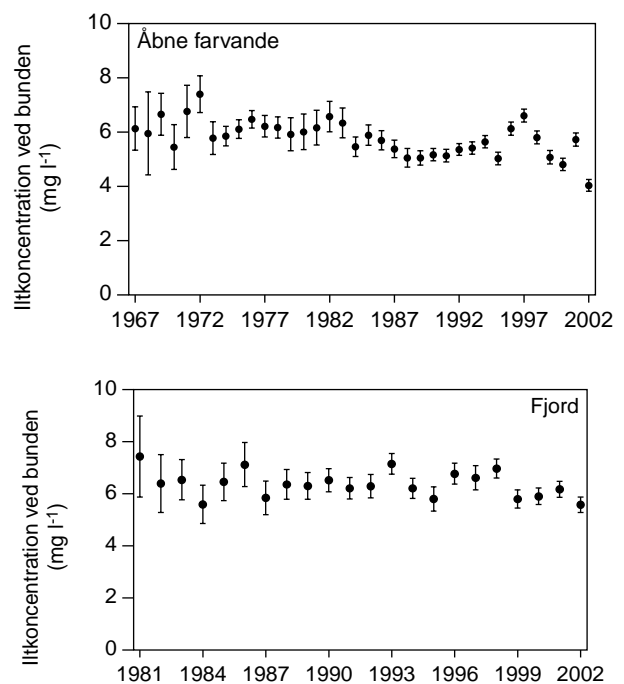 Åbne farvande
Iltkoncentration ved bunden
(mg l-1)
10
8
6
4
2
0
1967 1972 1977 1982 1987 1992 1997 2002
Fjord
Iltkoncentration ved bunden
(mg l-1)
10
8
6
4
2
0
1981 1984 1987 1990 1993 1996 1999 2002